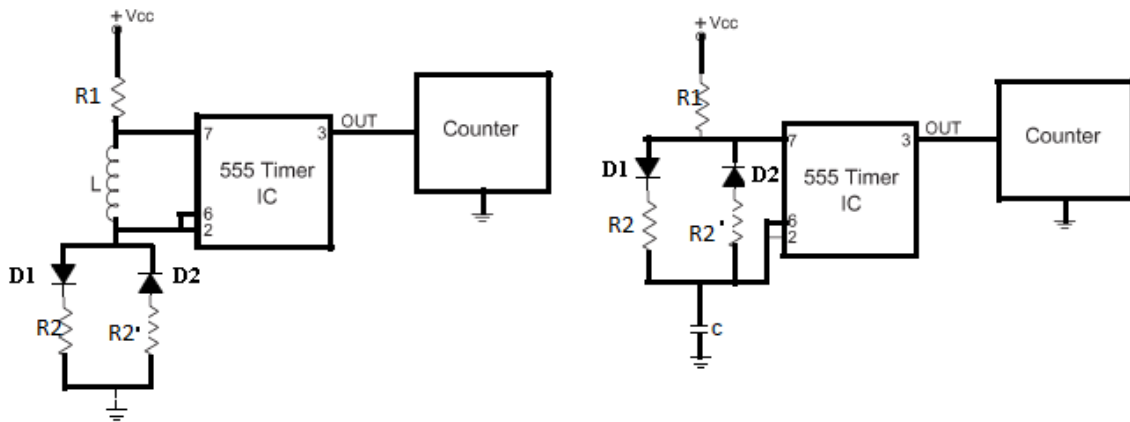 + Vcc
R1
7
3
OUT
Counter
L
555 Timer
IC
6
2
D1
D2
R2
R2'
+ Vcc
R1
7
3
OUT
Counter
D1
D2
555 Timer
IC
R2
R2'
6
2
c